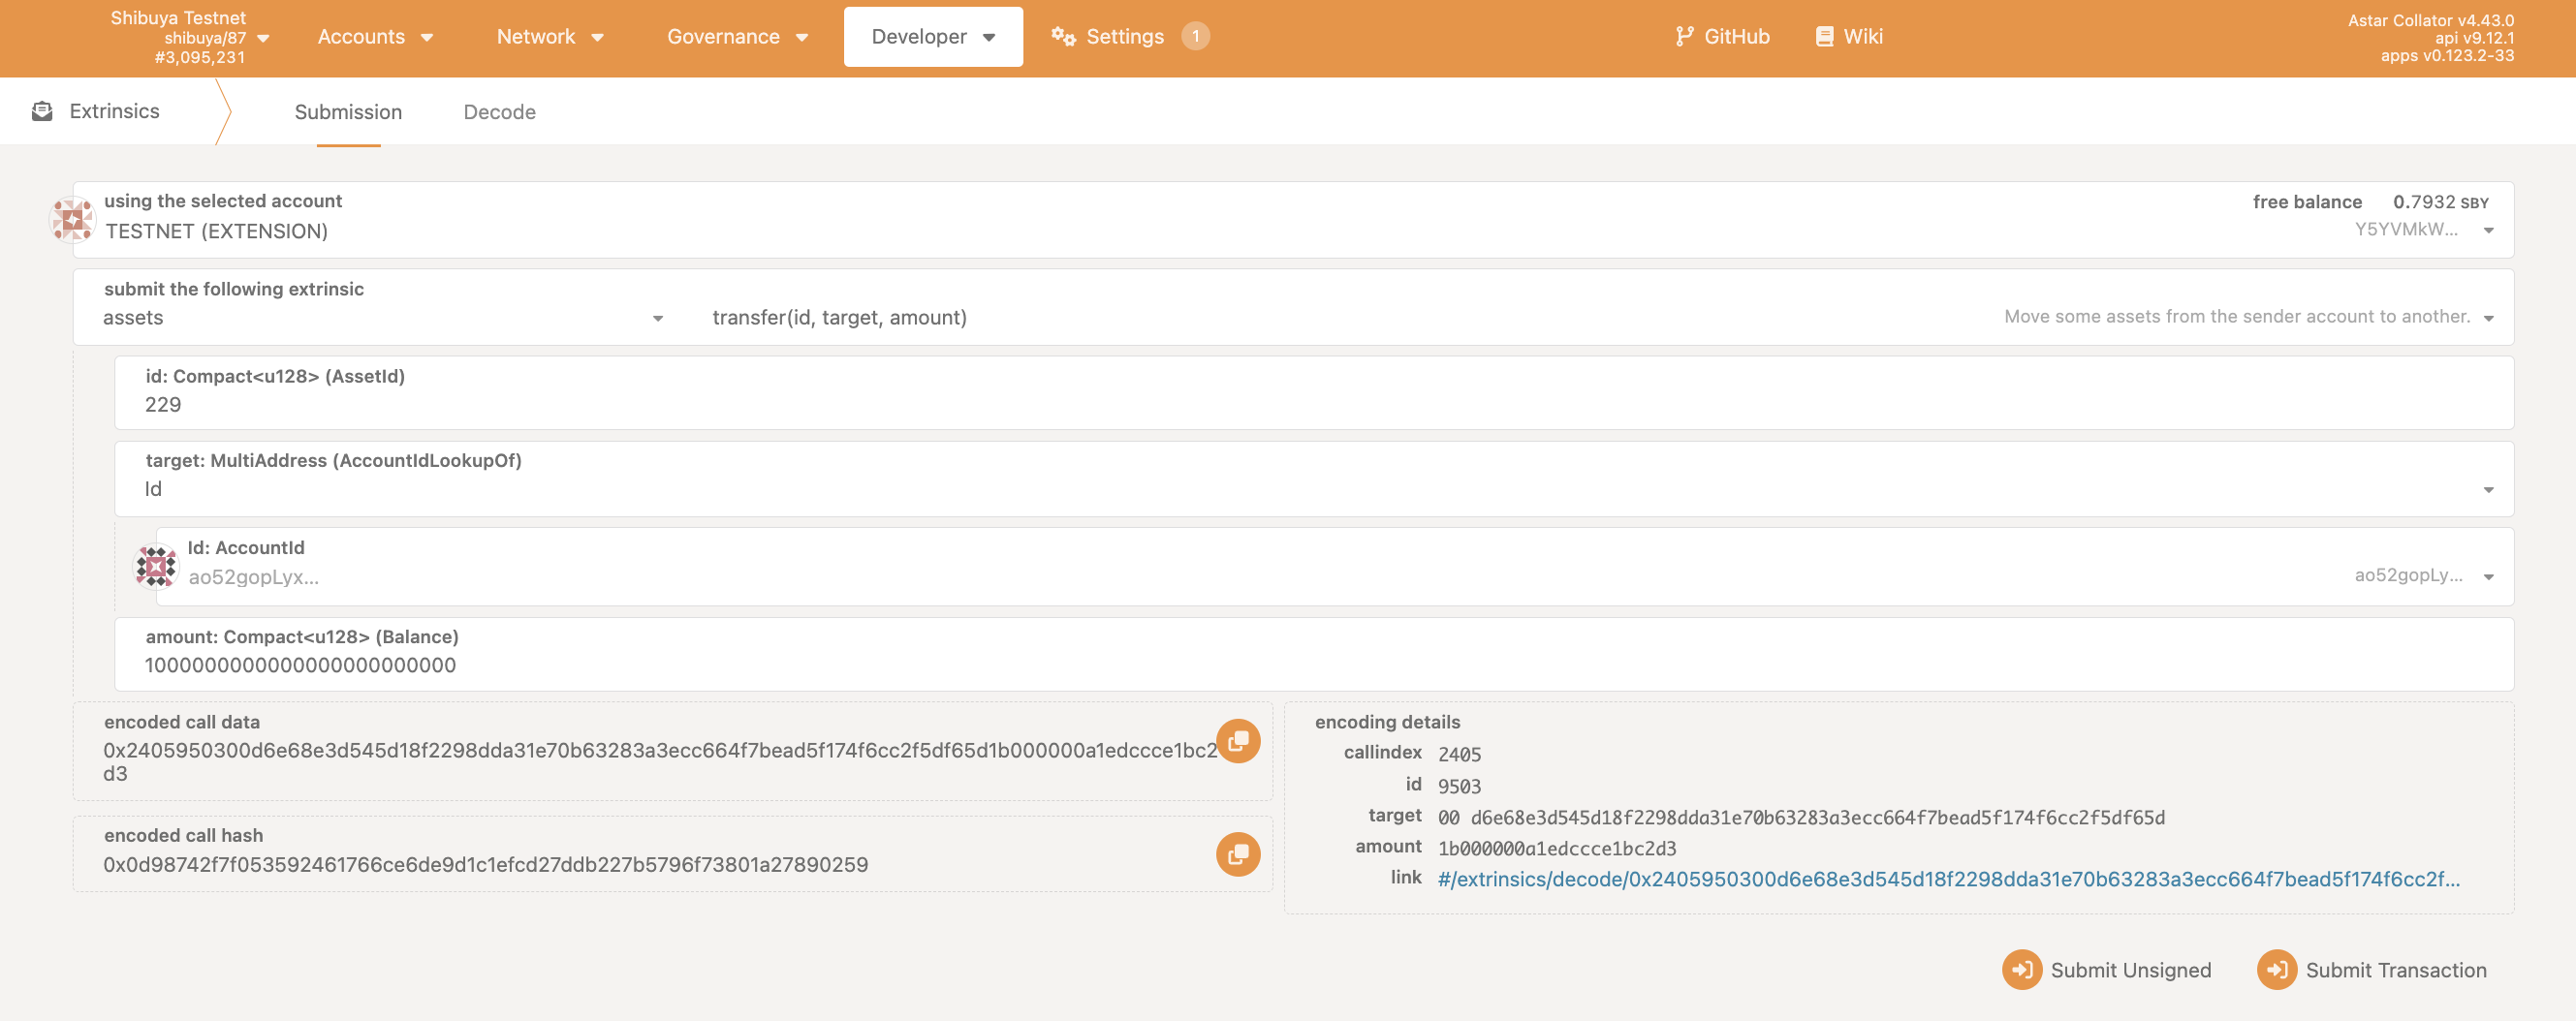 Shibuya Testnet
shibuya/87
#3,095,231
Accounts
Network
Governance
Developer
Settings
1
GitHub
Wiki
Astar Collator v4.43.0
api v9.12.1
apps v0.123.2-33
Extrinsics
Submission
Decode
using the selected account
TESTNET (EXTENSION)
free balance 0.7932 SBY
Y5YVMkW...
submit the following extrinsic
assets
transfer(id, target, amount)
Move some assets from the sender account to another.
id: Compact<u128> (AssetId)
229
target: MultiAddress (AccountIdLookupOf)
Id
Id: AccountId
ao52gopLyx...
ao52gopLy...
amount: Compact<u128> (Balance)
1000000000000000000000000
encoded call data
0x2405950300d6e68e3d545d18f2298dda31e70b63283a3ecc664f7bead5f174f6cc2f5df65d1b000000a1edccce1bc2
d3
encoded call hash
0x0d98742f7f053592461766ce6de9d1c1efcd27ddb227b5796f73801a27890259
encoding details
callindex 2405
id 9503
target 00 d6e68e3d545d18f2298dda31e70b63283a3ecc664f7bead5f174f6cc2f5df65d
amount 1b000000a1edccce1bc2d3
link #/extrinsics/decode/0x2405950300d6e68e3d545d18f2298dda31e70b63283a3ecc664f7bead5f174f6cc2f...
Submit Unsigned
Submit Transaction